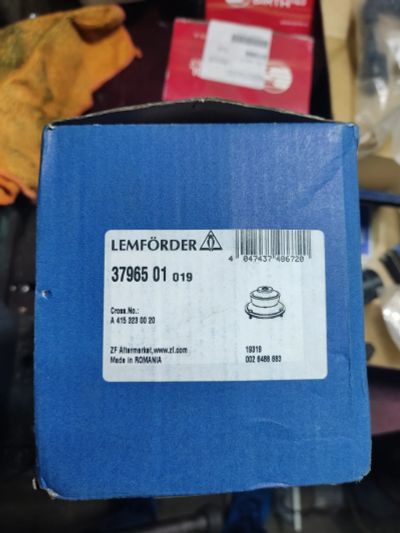 BIRTH
LEMFÖRDER
4 047437 486720
37965 01 019
Cross.No.:
A 415 323 00 20
ZF Aftermarket,www.zf.com
Made in ROMANIA
19319
002 8488 883